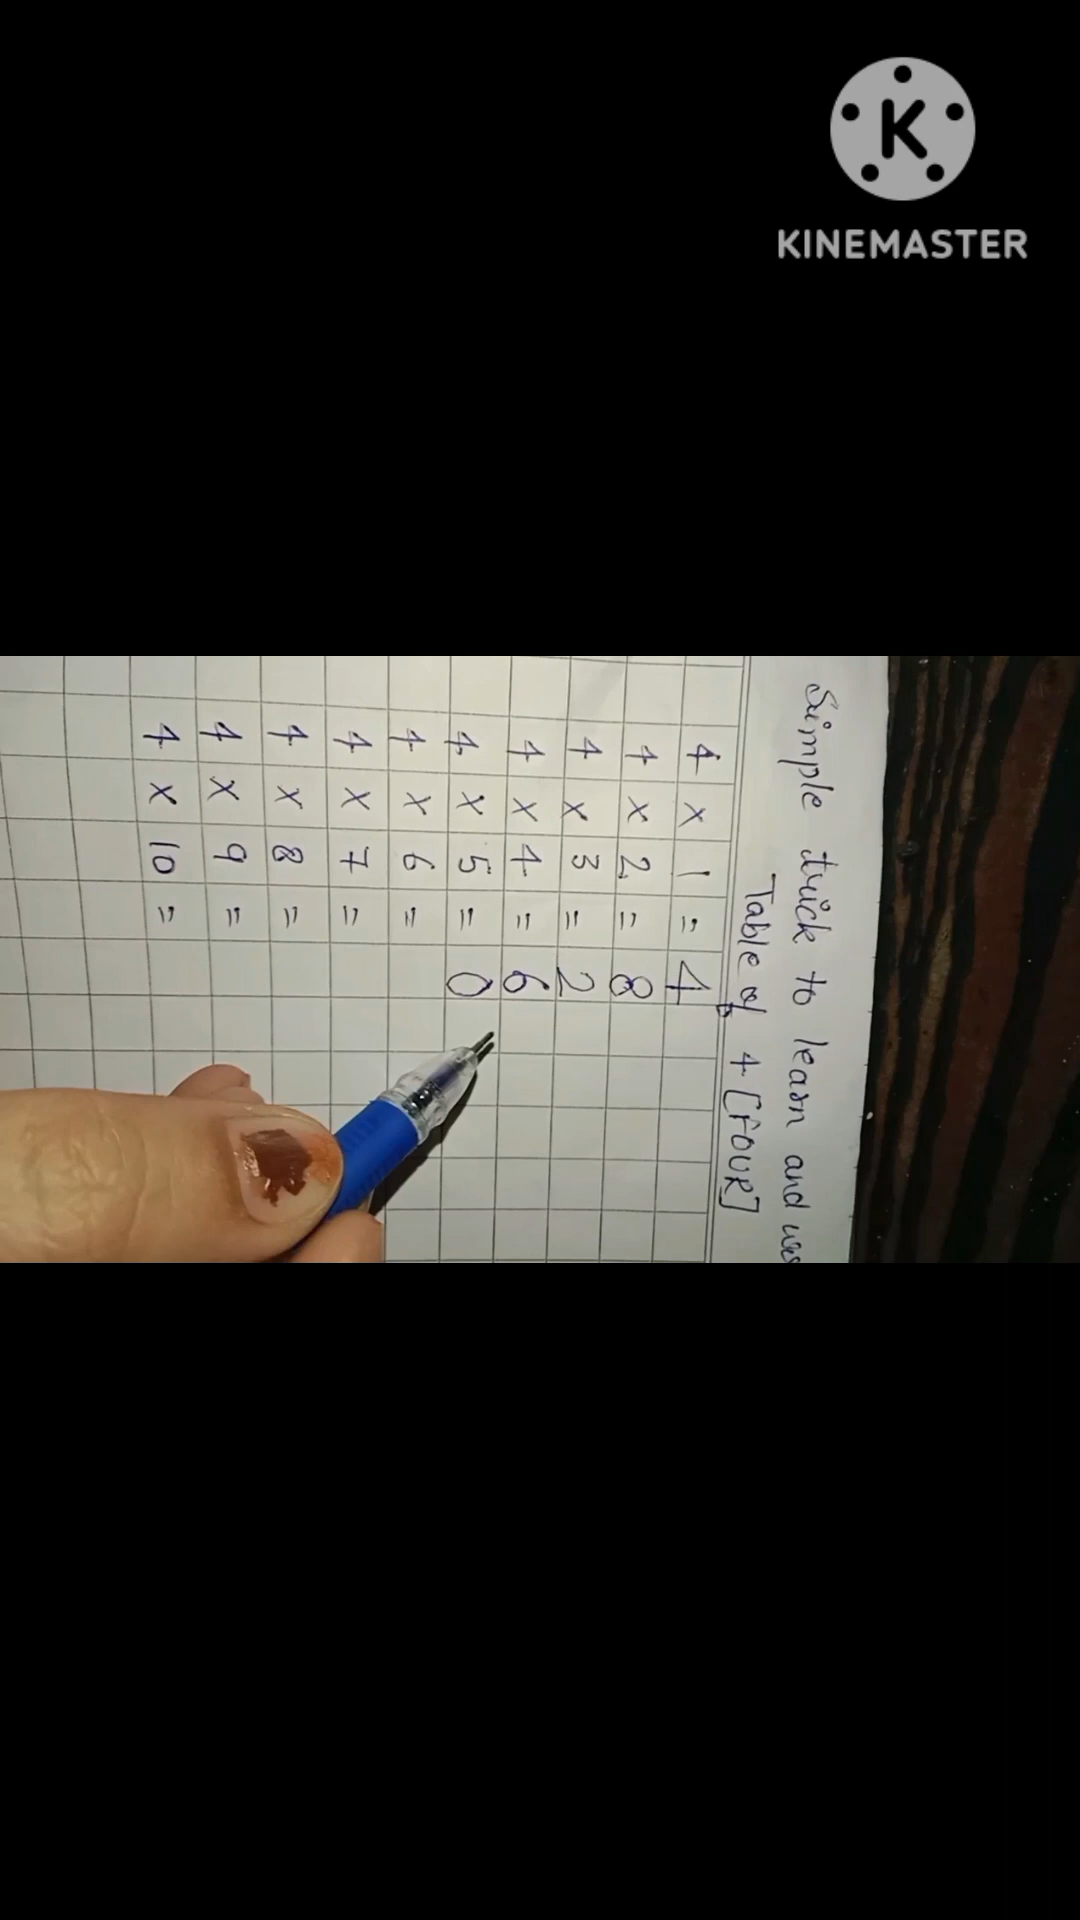 KINEMASTER
Simple trick to learn and
Table of 4 [FOUR]
4 x 1 = 4
4 x 2 = 8
4 x 3 = 2
4 x 4 = 6
4 x 5 = 0
4 x 6 =
4 x 7 =
4 x 8 =
4 x 9 =
4 x 10 =